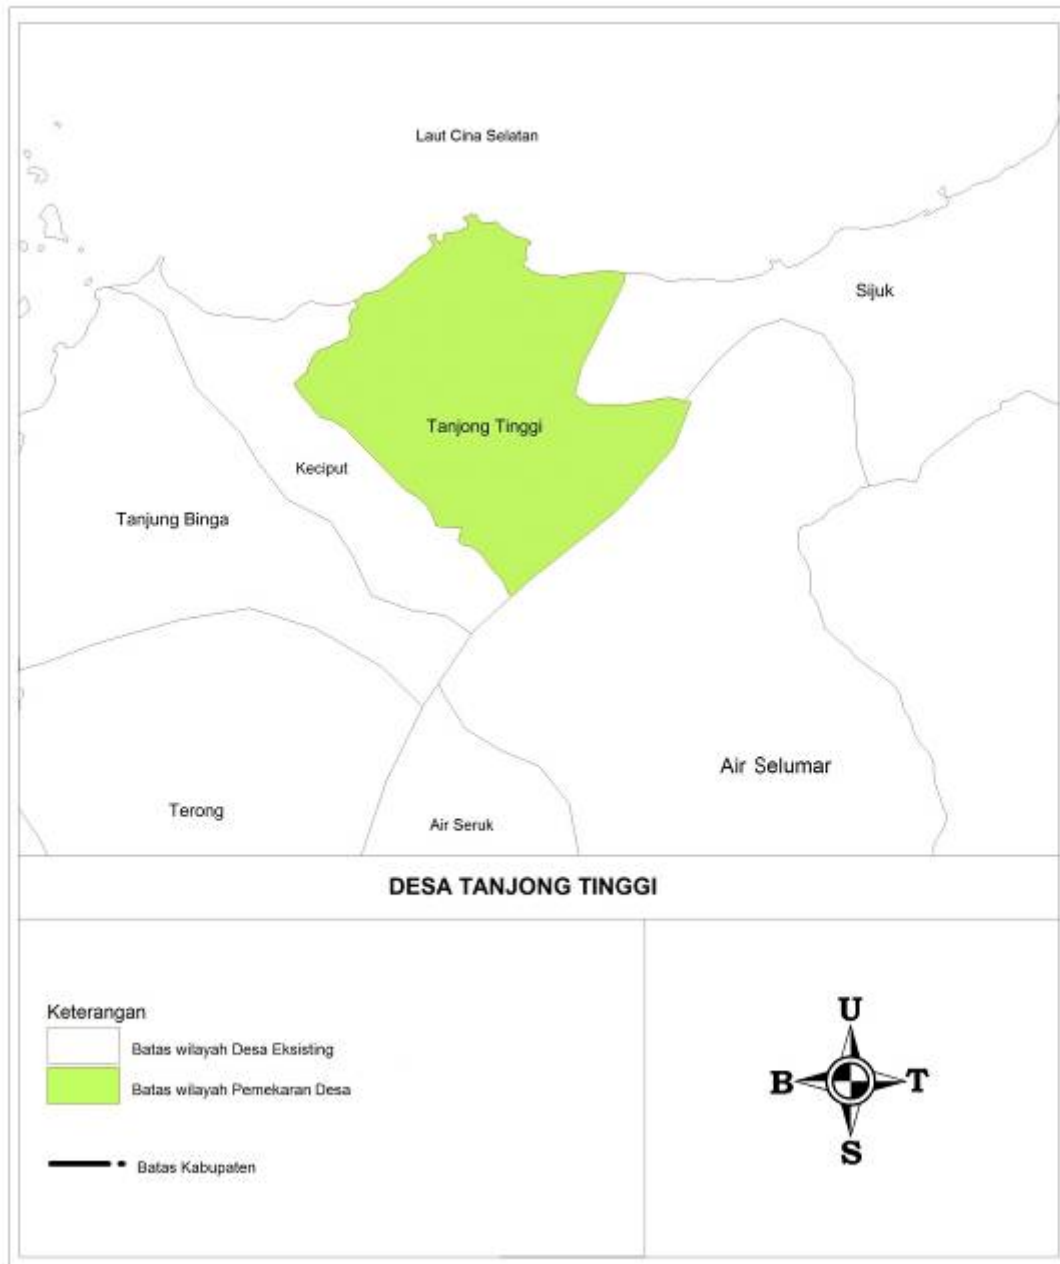 Laut Cina Selatan
Sijuk
Tanjong Tinggi
Keciput
Tanjung Binga
Air Selumar
Terong
Air Seruk
DESA TANJONG TINGGI
Keterangan
Batas wilayah Desa Eksisting
Batas wilayah Pemekaran Desa
Batas Kabupaten
U
B T
S